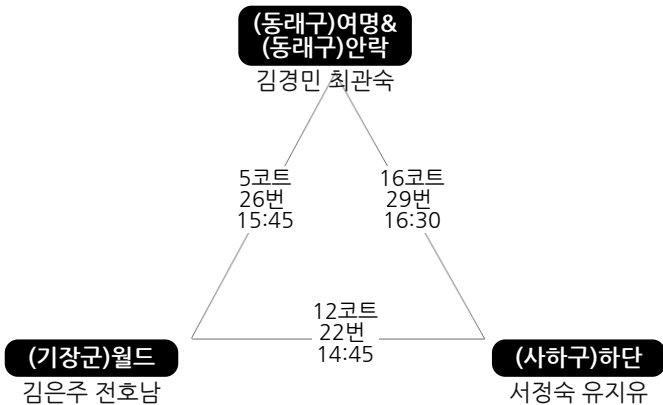 (동래구)여명&
(동래구)안락
김경민 최관숙
5코트
26번
15:45
16코트
29번
16:30
12코트
22번
14:45
(기장군)월드
김은주 전호남
(사하구)하단
서정숙 유지유